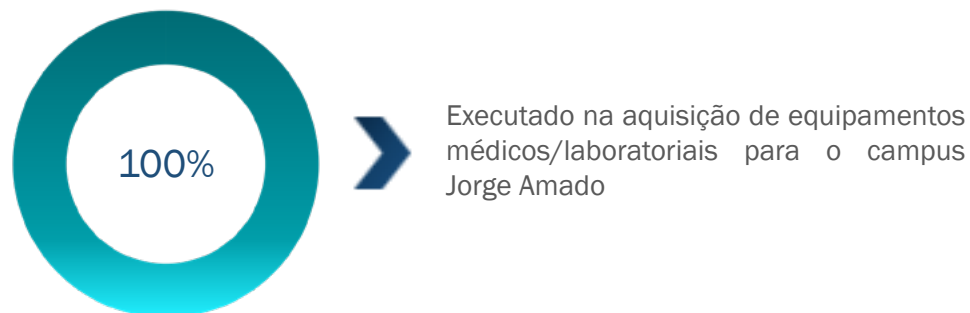 100%
Executado na aquisição de equipamentos
médicos/laboratoriais para o campus
Jorge Amado